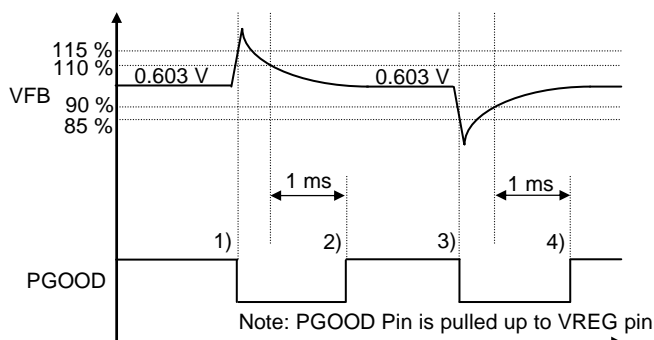 115 %
110 %
0.603 V
0.603 V
VFB
90 %
85 %
1 ms
1 ms
1)
2)
3)
4)
PGOOD
Note: PGOOD Pin is pulled up to VREG pin